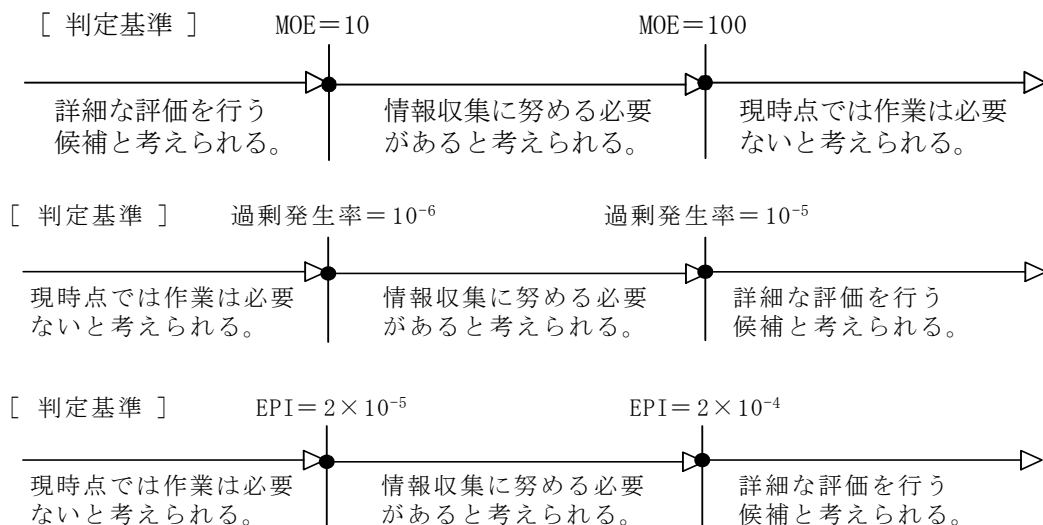 [ 判定基準 ] MOE＝10 MOE＝100
詳細な評価を行う 情報収集に努める必要 現時点では作業は必要
候補と考えられる。 があると考えられる。 ないと考えられる。
[ 判定基準 ] 過剰発生率＝10⁻⁶ 過剰発生率＝10⁻⁵
現時点では作業は必要 情報収集に努める必要 詳細な評価を行う
ないと考えられる。 があると考えられる。 候補と考えられる。
[ 判定基準 ] EPI＝2×10⁻⁵ EPI＝2×10⁻⁴
現時点では作業は必要 情報収集に努める必要 詳細な評価を行う
ないと考えられる。 があると考えられる。 候補と考えられる。